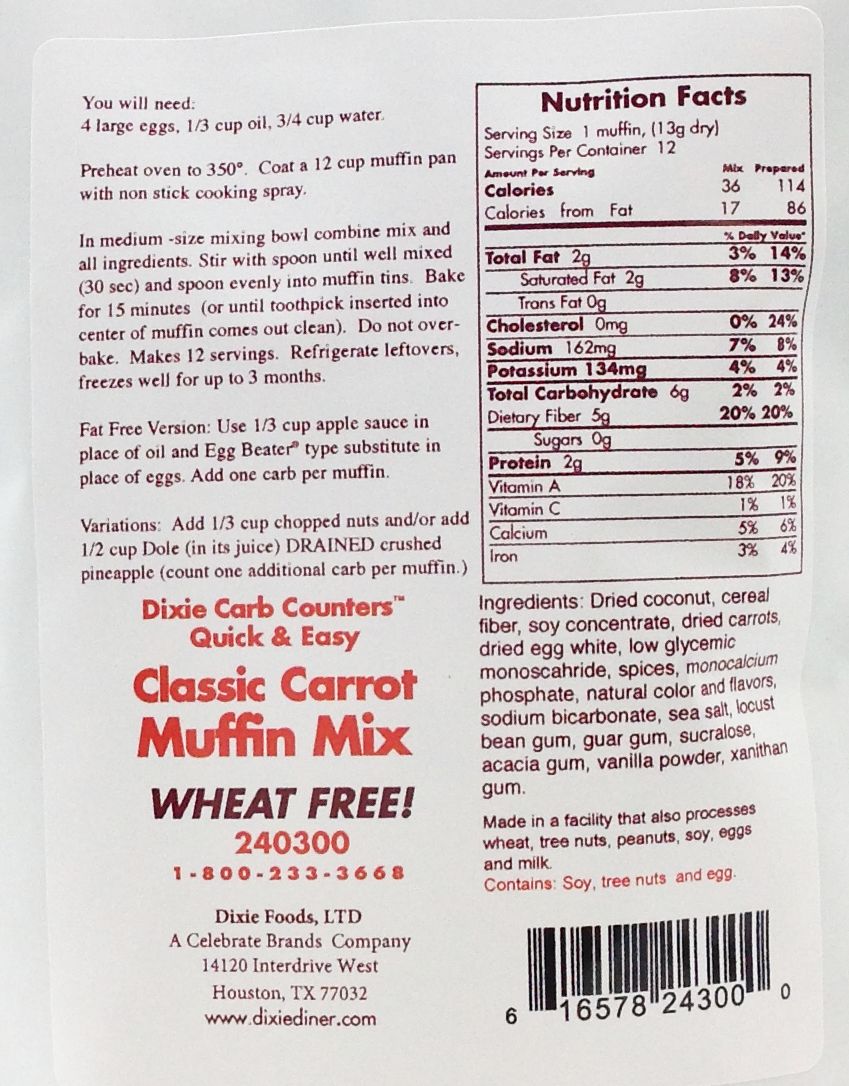 You will need:
4 large eggs, 1/3 cup oil, 3/4 cup water.
Preheat oven to 350°. Coat a 12 cup muffin pan
with non stick cooking spray.
In medium -size mixing bowl combine mix and
all ingredients. Stir with spoon until well mixed
(30 sec) and spoon evenly into muffin tins. Bake
for 15 minutes (or until toothpick inserted into
center of muffin comes out clean). Do not over-
bake. Makes 12 servings. Refrigerate leftovers,
freezes well for up to 3 months.
Fat Free Version: Use 1/3 cup apple sauce in
place of oil and Egg Beater® type substitute in
place of eggs. Add one carb per muffin.
Variations: Add 1/3 cup chopped nuts and/or add
1/2 cup Dole (in its juice) DRAINED crushed
pineapple (count one additional carb per muffin.)
Dixie Carb Counters™
Quick & Easy
Classic Carrot
Muffin Mix
WHEAT FREE!
240300
1-800-233-3668
Dixie Foods, LTD
A Celebrate Brands Company
14120 Interdrive West
Houston, TX 77032
www.dixiediner.com
Nutrition Facts
Serving Size 1 muffin, (13g dry)
Servings Per Container 12
Amount Per Serving Mix Prepared
Calories 36 114
Calories from Fat 17 86
% Daily Value*
Total Fat 2g 3% 14%
Saturated Fat 2g 8% 13%
Trans Fat 0g
Cholesterol 0mg 0% 24%
Sodium 162mg 7% 8%
Potassium 134mg 4% 4%
Total Carbohydrate 6g 2% 2%
Dietary Fiber 5g 20% 20%
Sugars 0g
Protein 2g 5% 9%
Vitamin A 18% 20%
Vitamin C 1% 1%
Calcium 5% 6%
Iron 3% 4%
Ingredients: Dried coconut, cereal
fiber, soy concentrate, dried carrots,
dried egg white, low glycemic
monoscahride, spices, monocalcium
phosphate, natural color and flavors,
sodium bicarbonate, sea salt, locust
bean gum, guar gum, sucralose,
acacia gum, vanilla powder, xanithan
gum.
Made in a facility that also processes
wheat, tree nuts, peanuts, soy, eggs
and milk.
Contains: Soy, tree nuts and egg.
6 16578 24300 0